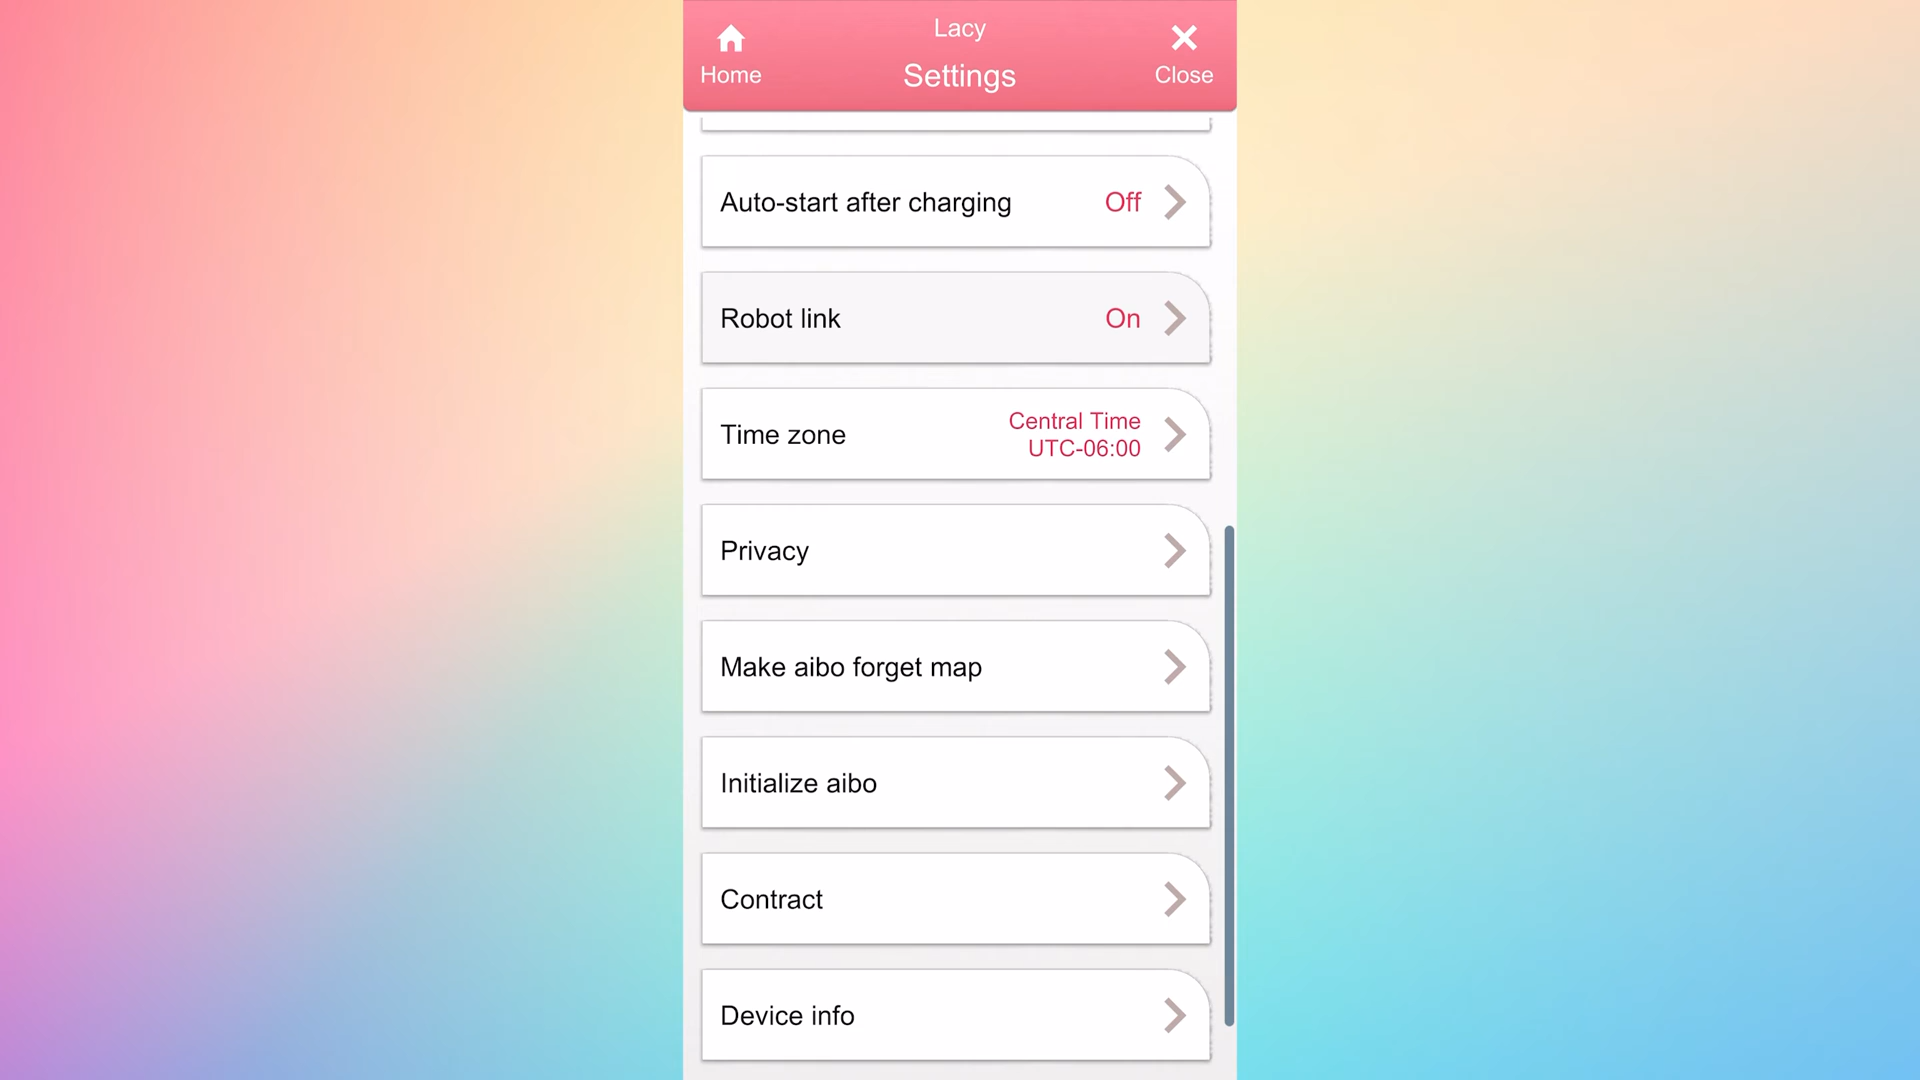 Lacy
Home
Settings
Close
Auto-start after charging Off
Robot link On
Time zone Central Time
UTC-06:00
Privacy
Make aibo forget map
Initialize aibo
Contract
Device info